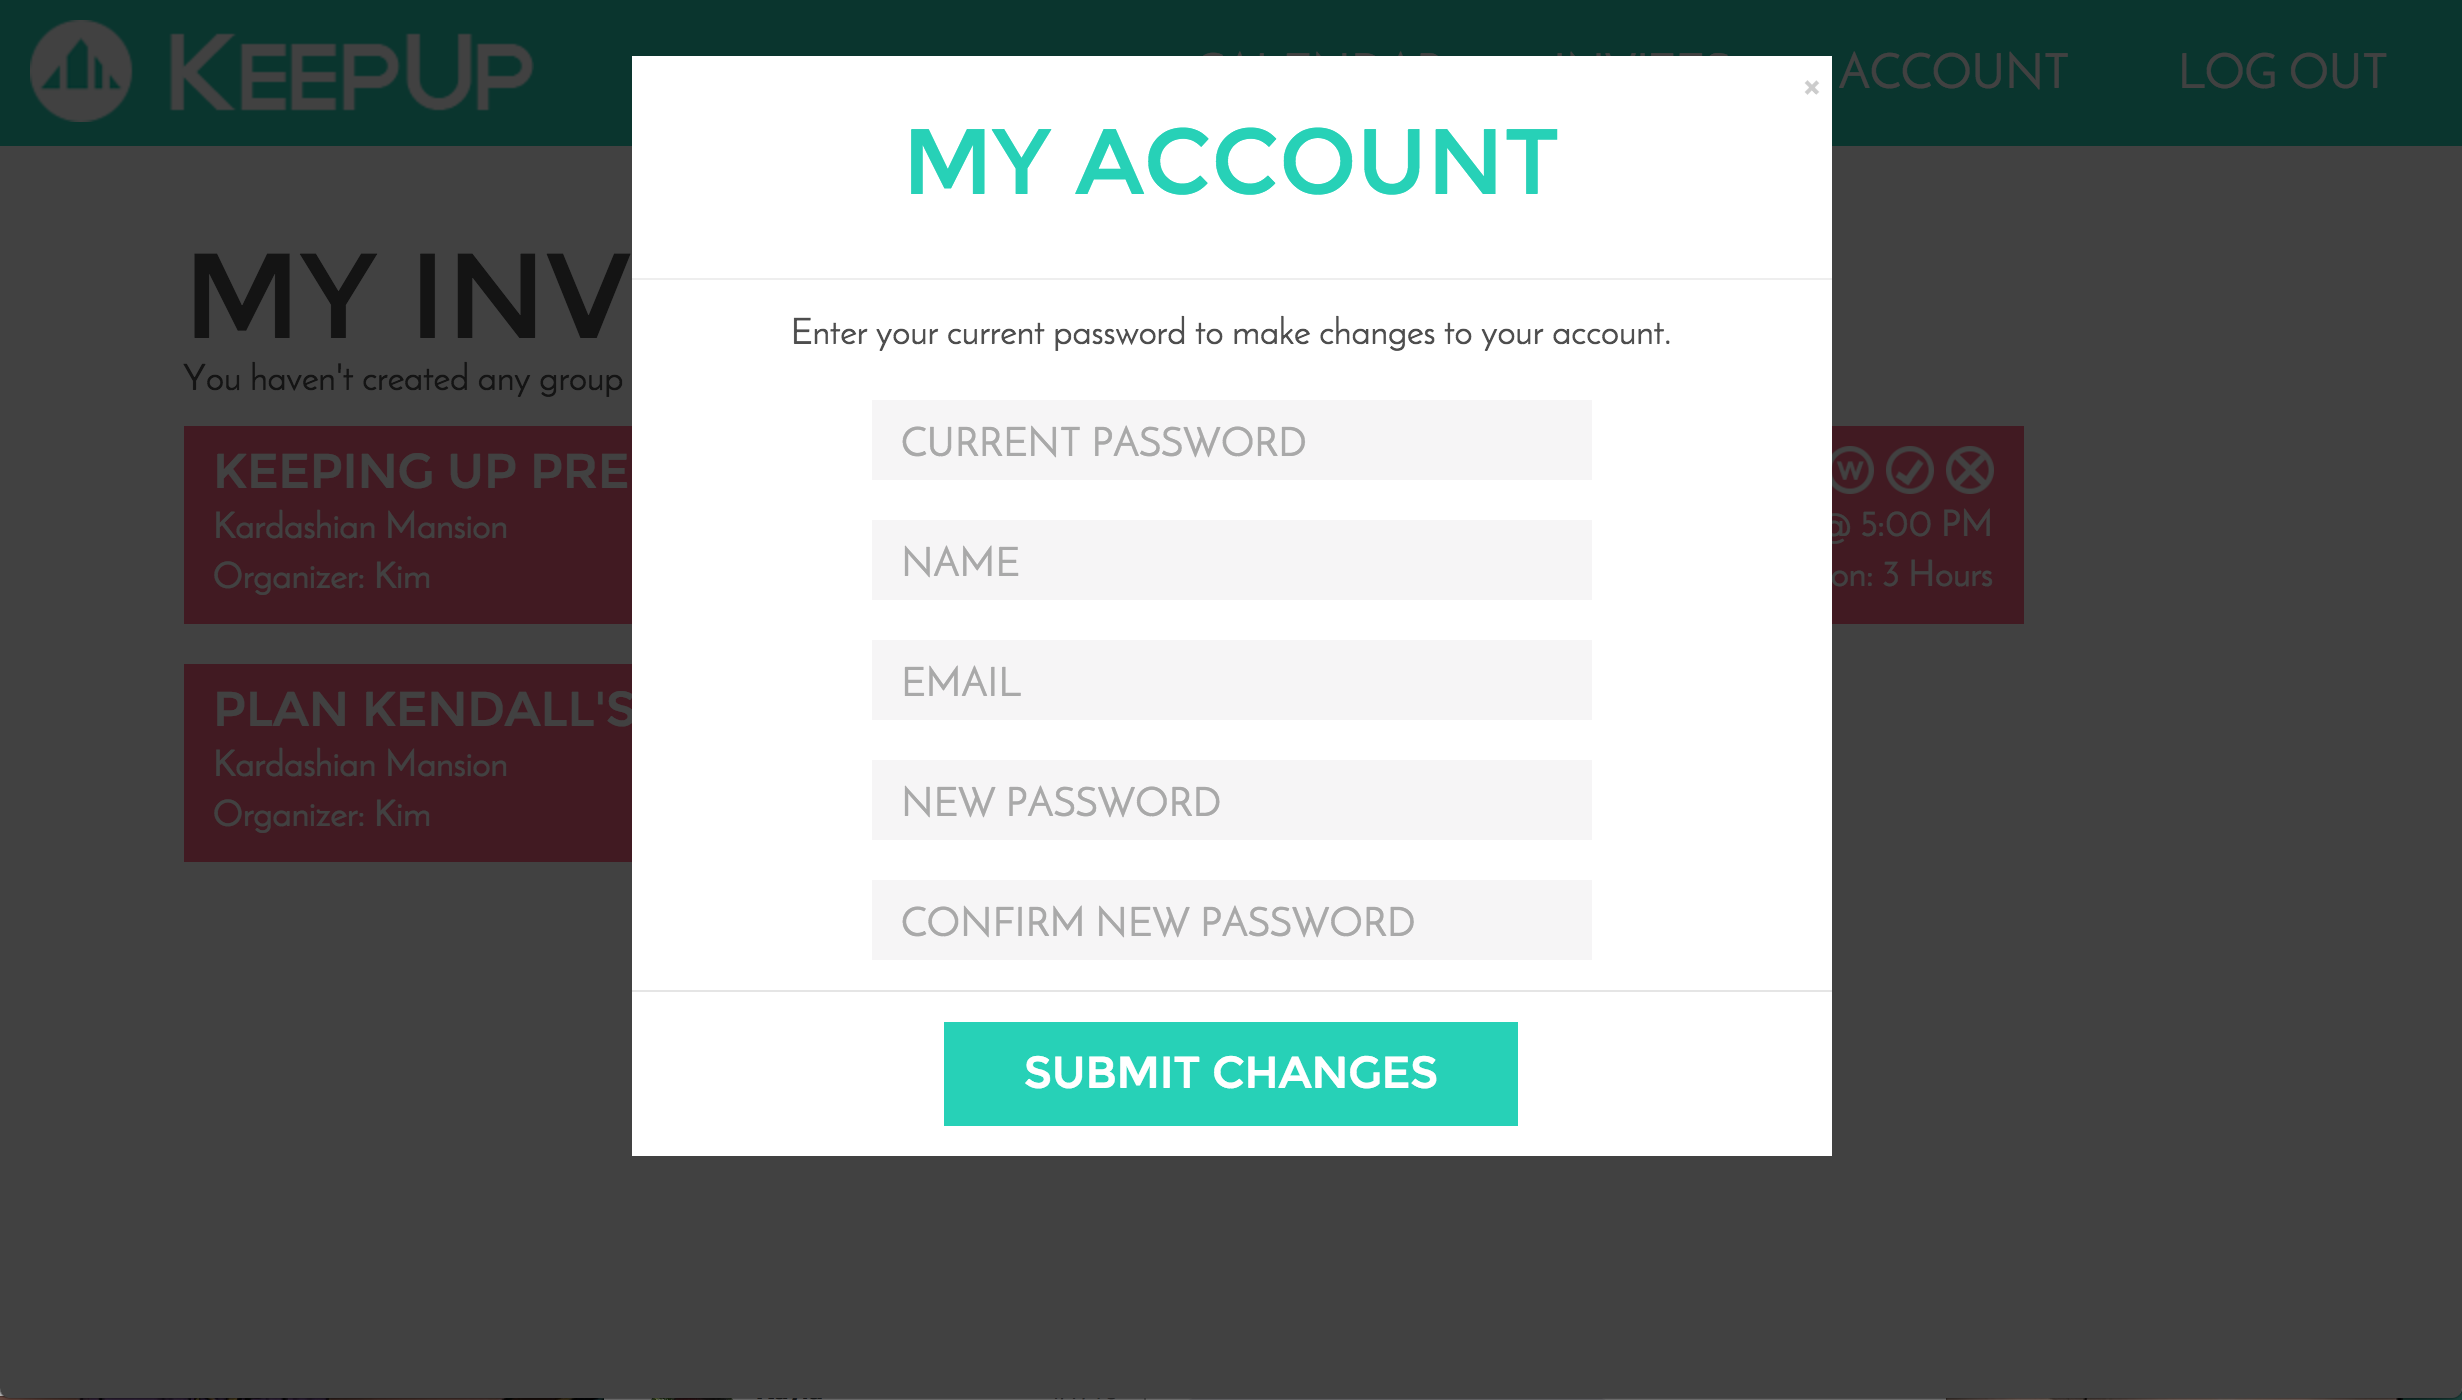 KEEPUP
ACCOUNT
LOG OUT
MY ACCOUNT
Enter your current password to make changes to your account.
CURRENT PASSWORD
NAME
EMAIL
NEW PASSWORD
CONFIRM NEW PASSWORD
SUBMIT CHANGES
MY INV
You haven't created any group
KEEPING UP PRE
Kardashian Mansion
Organizer: Kim
W
@ 5:00 PM
on: 3 Hours
PLAN KENDALL'S
Kardashian Mansion
Organizer: Kim